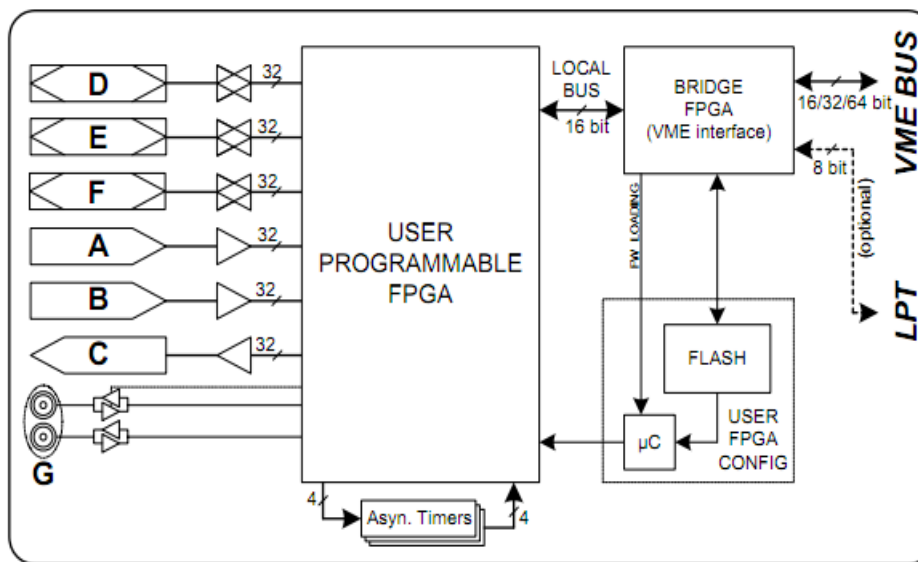 D
32
E
32
F
32
A
32
B
32
C
32
G
USER
PROGRAMMABLE
FPGA
4
Asyn. Timers
4
LOCAL
BUS
16 bit
BRIDGE
FPGA
(VME interface)
16/32/64 bit
8 bit
VME BUS
(optional)
LPT
FW LOADING
FLASH
µC
USER
FPGA
CONFIG